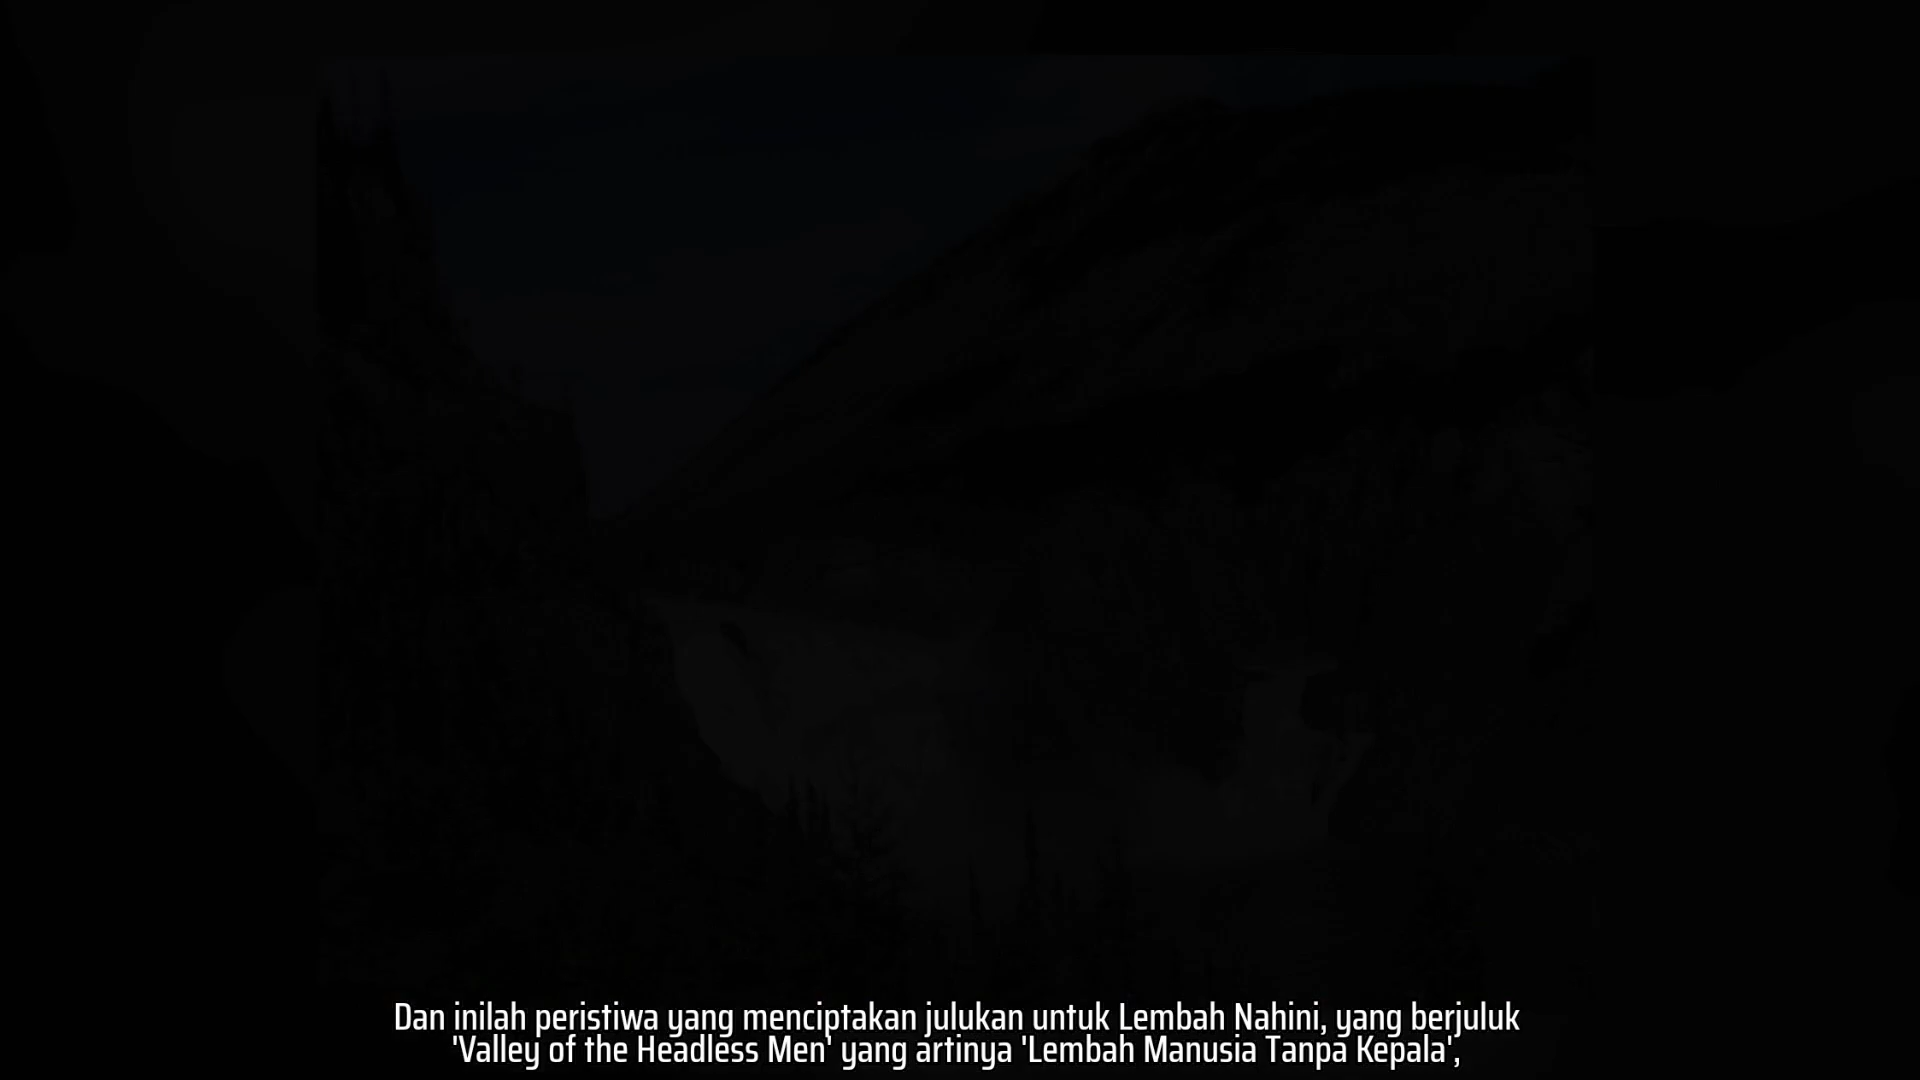 Dan inilah peristiwa yang menciptakan julukan untuk Lembah Nahini, yang berjuluk
'Valley of the Headless Men' yang artinya 'Lembah Manusia Tanpa Kepala',